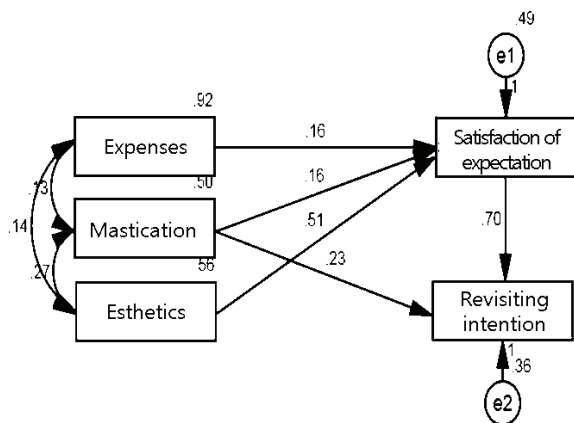 .49
e1
1
.92
Expenses
.16
Satisfaction of
expectation
.50
.13
.16
.14
Mastication
.51
.70
.27
.56
.23
Esthetics
Revisiting
intention
1
.36
e2